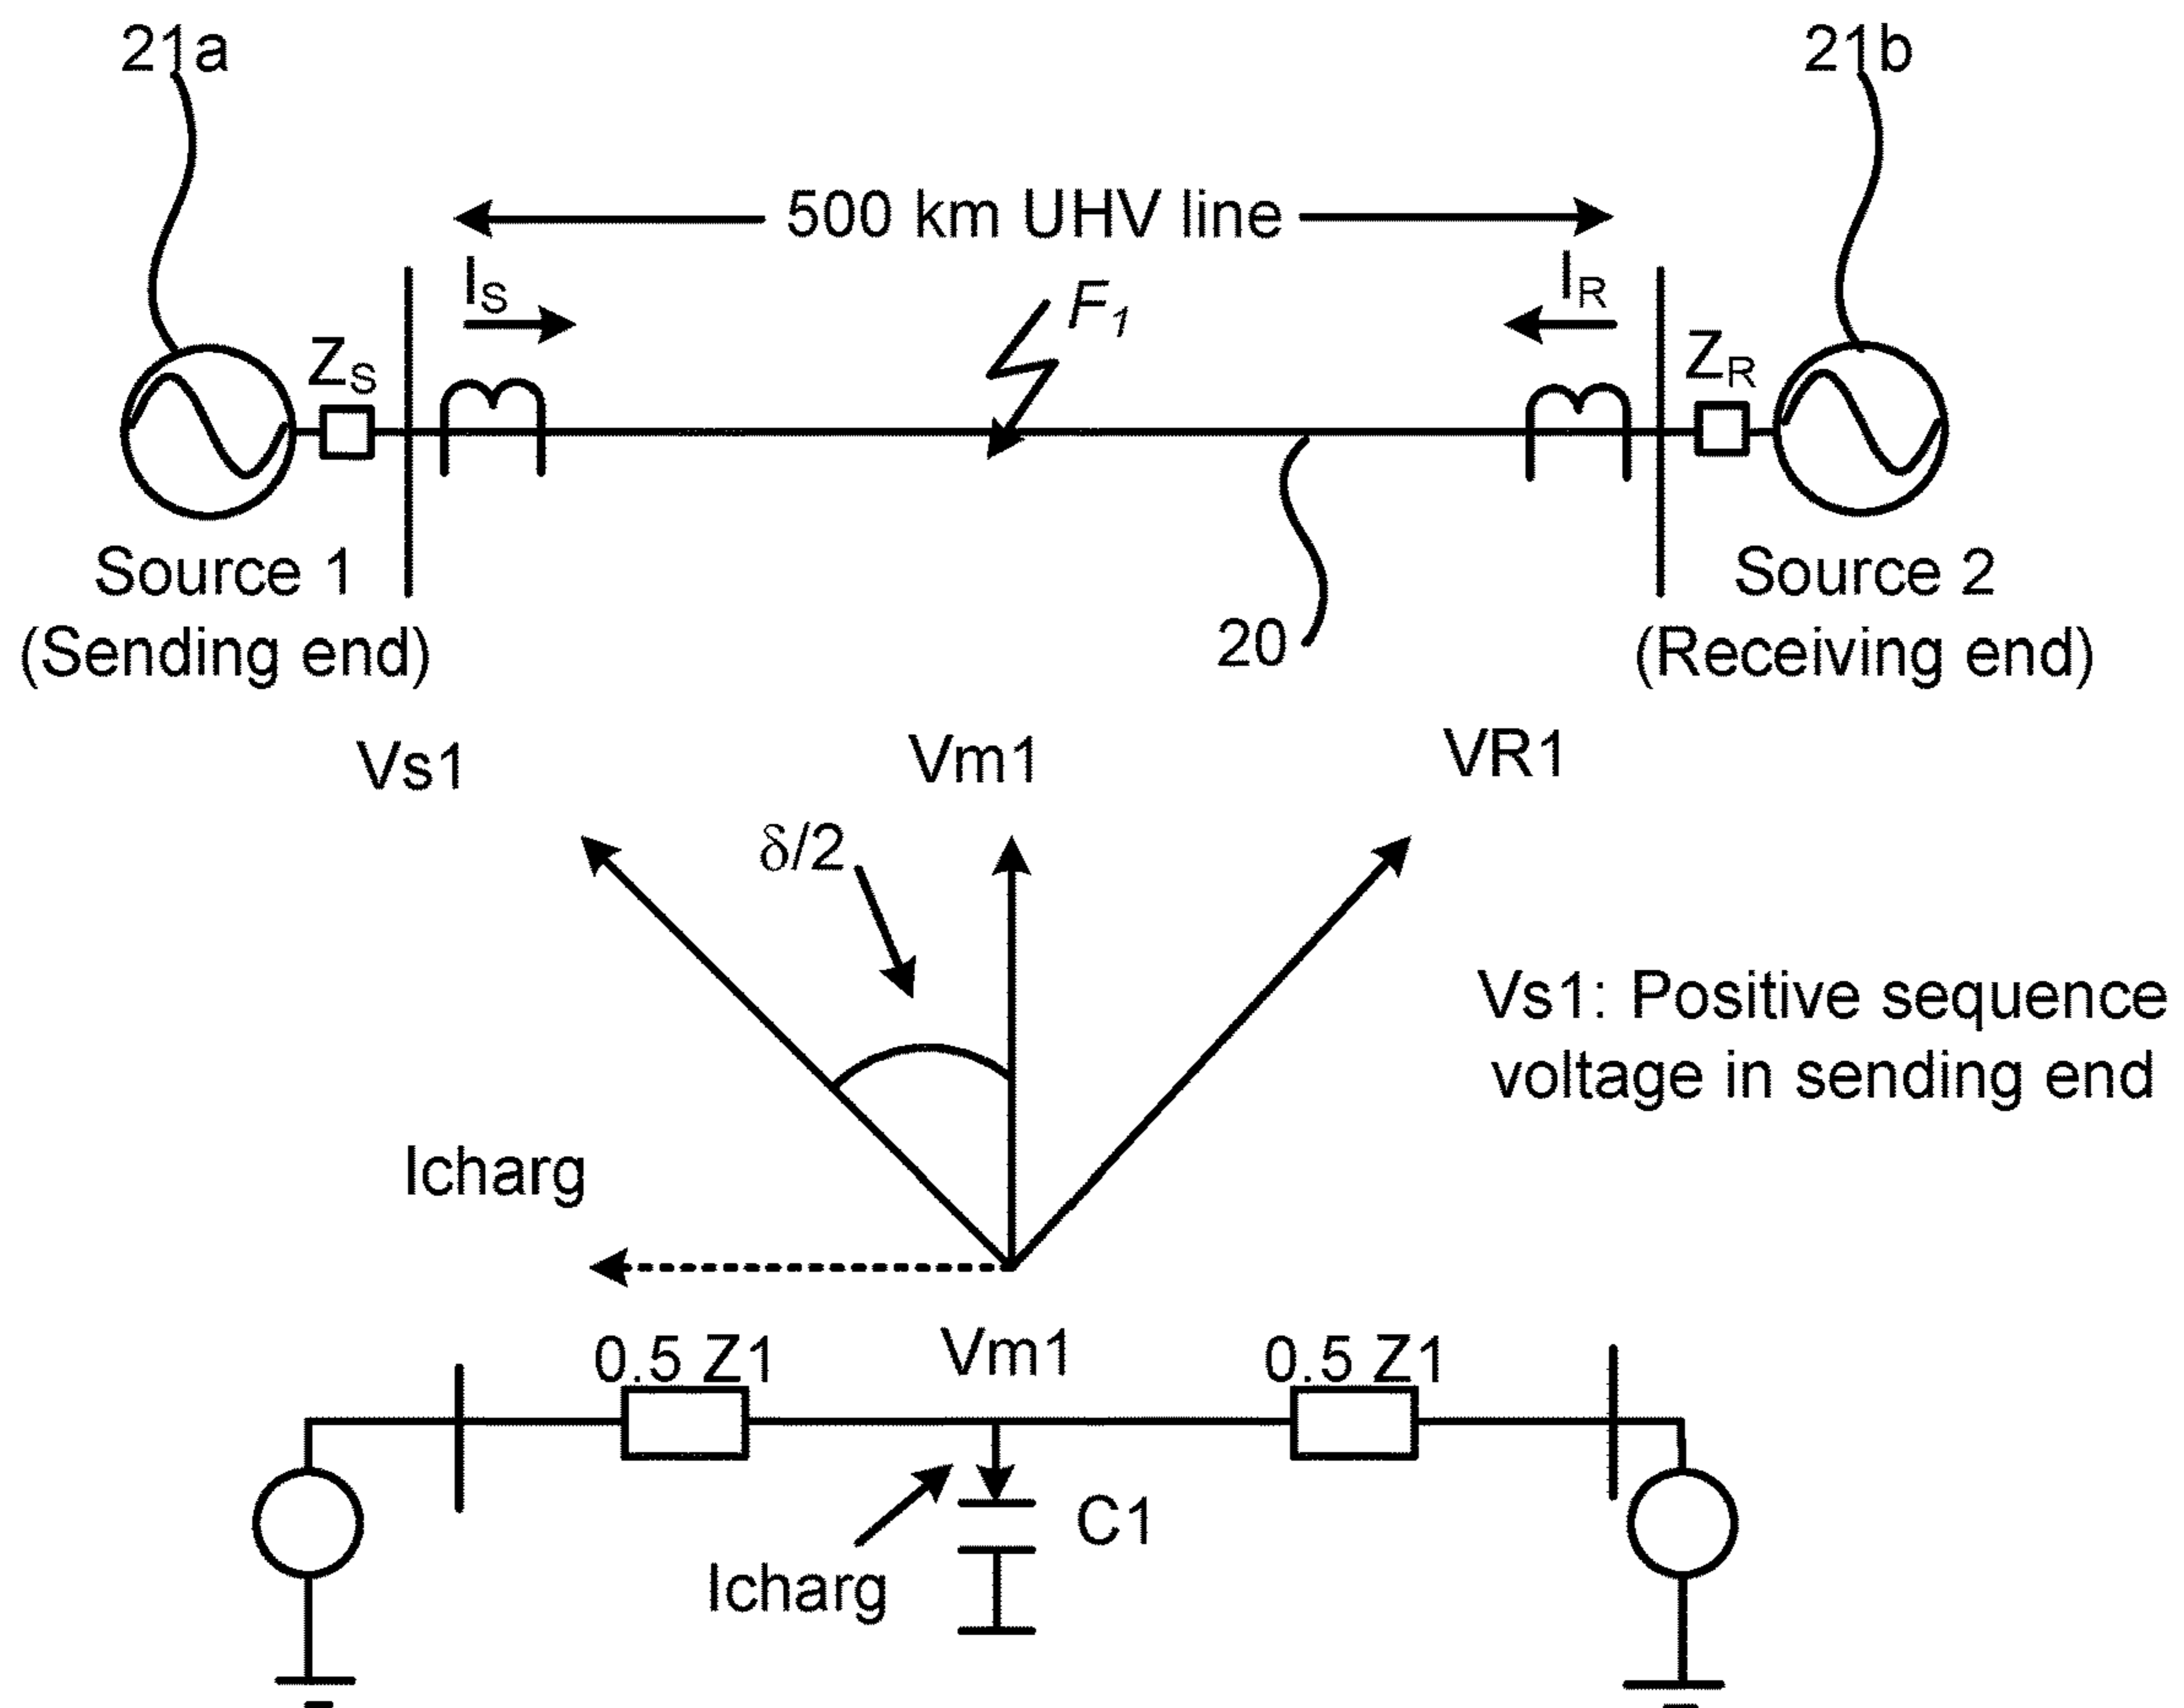 21a
21b
500 km UHV line
IS
F1
IR
ZS
ZR
Source 1
(Sending end)
20
Source 2
(Receiving end)
Vs1
Vm1
VR1
δ/2
Vs1: Positive sequence
voltage in sending end
Icharg
0.5 Z1
Vm1
0.5 Z1
C1
Icharg